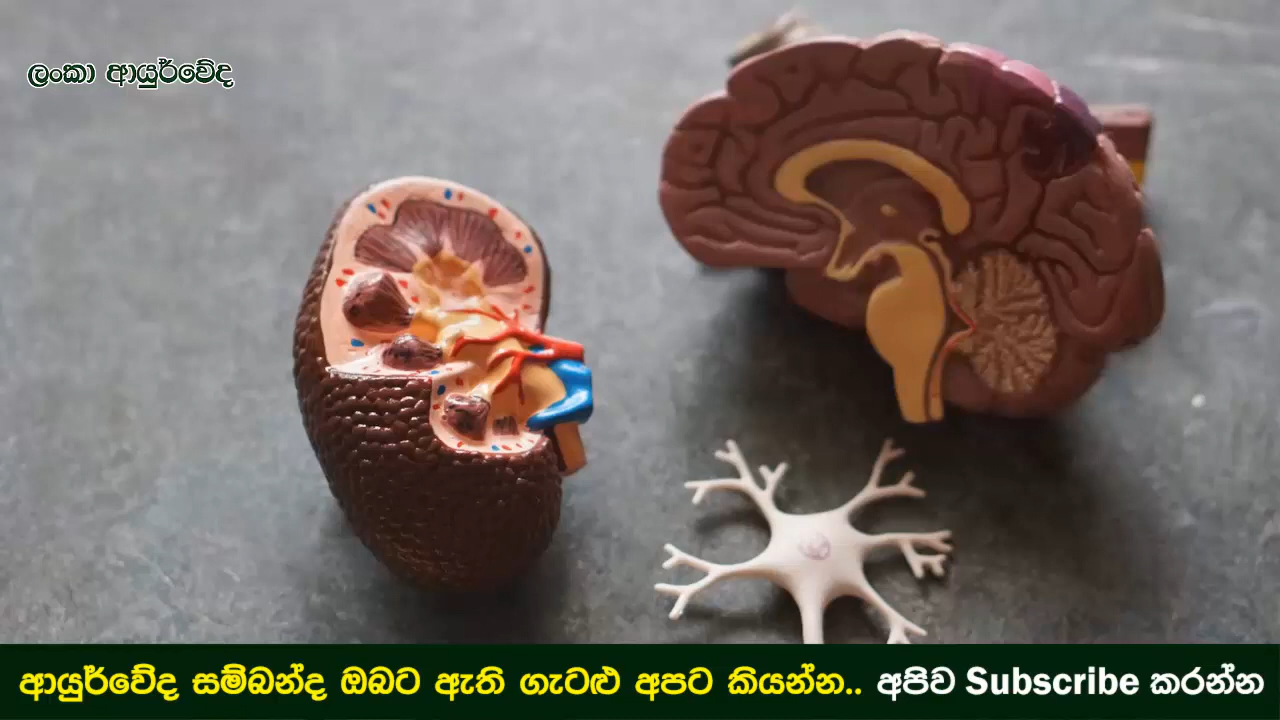 ලංකා ආයුර්වේද
ආයුර්වේද සම්බන්ද ඔබට ඇති ගැටළු අපට කියන්න.. අපිව Subscribe කරන්න